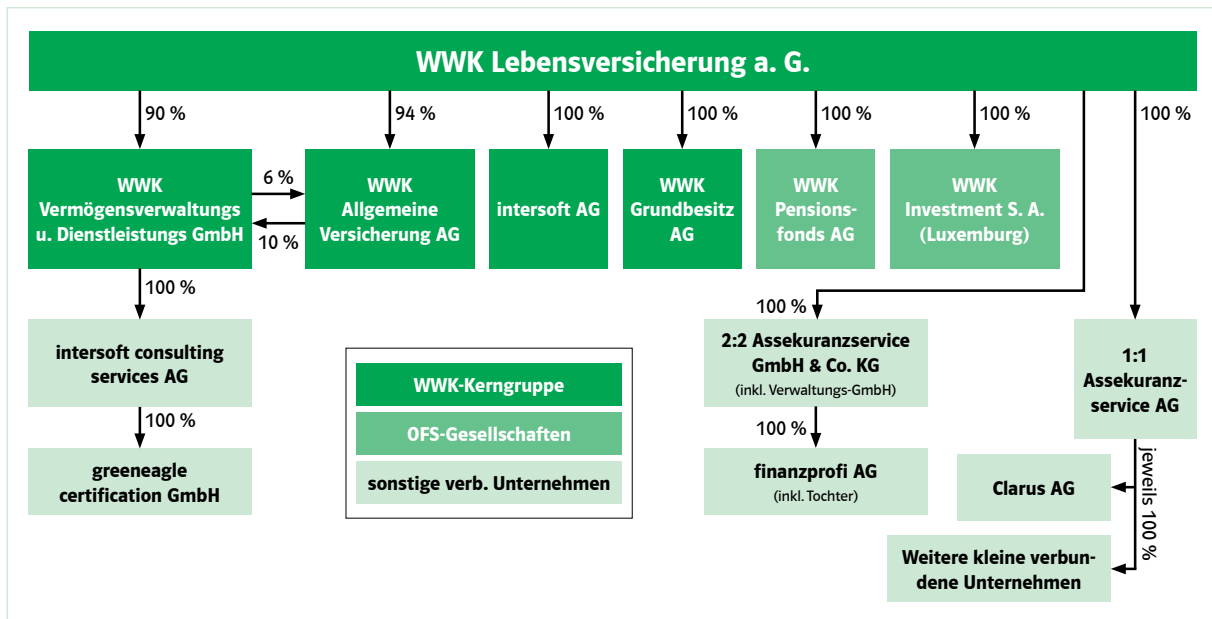 WWK Lebensversicherung a. G.
90 %
94 %
100 %
100 %
100 %
100 %
100 %
WWK
Vermögensverwaltungs
u. Dienstleistungs GmbH
6 %
10 %
WWK
Allgemeine
Versicherung AG
intersoft AG
WWK
Grundbesitz
AG
WWK
Pensions-
fonds AG
WWK
Investment S. A.
(Luxemburg)
100 %
100 %
intersoft consulting
services AG
2:2 Assekuranzservice
GmbH & Co. KG
(inkl. Verwaltungs-GmbH)
1:1
Assekuranz-
service AG
WWK-Kerngruppe
OFS-Gesellschaften
sonstige verb. Unternehmen
100 %
100 %
jeweils 100 %
greeneagle
certification GmbH
finanzprofi AG
(inkl. Tochter)
Clarus AG
Weitere kleine verbun-
dene Unternehmen